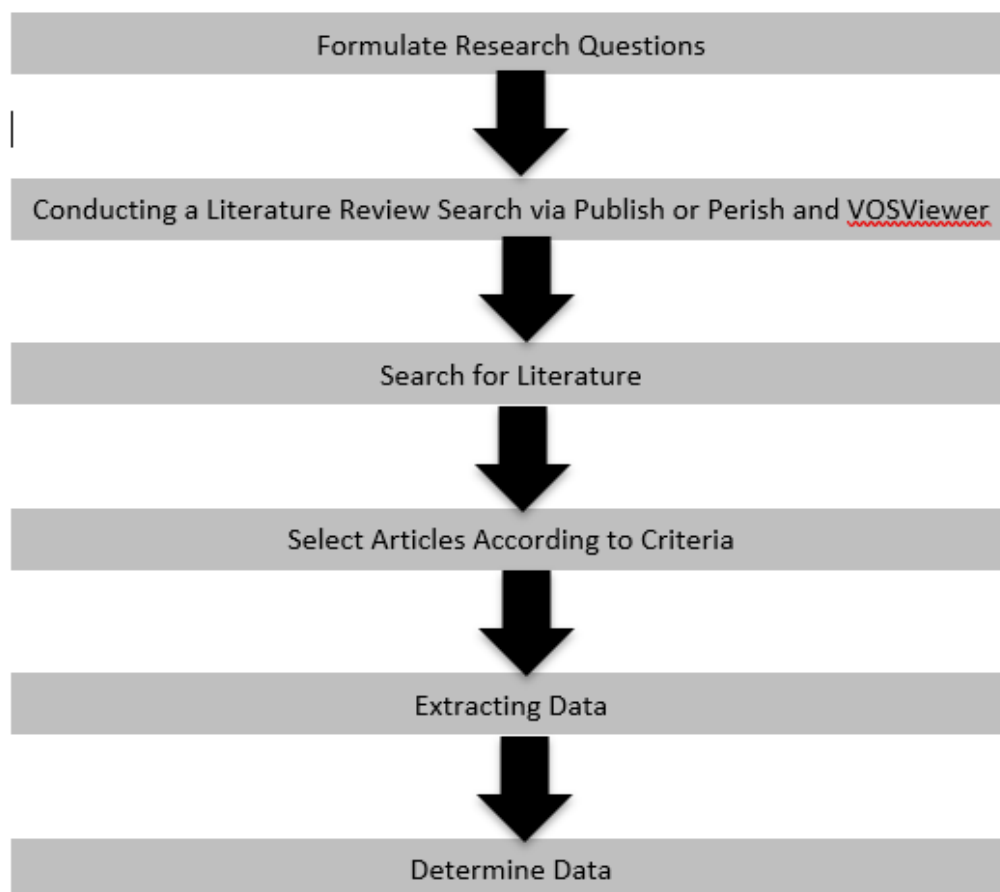 Formulate Research Questions
Conducting a Literature Review Search via Publish or Perish and VOSViewer
Search for Literature
Select Articles According to Criteria
Extracting Data
Determine Data